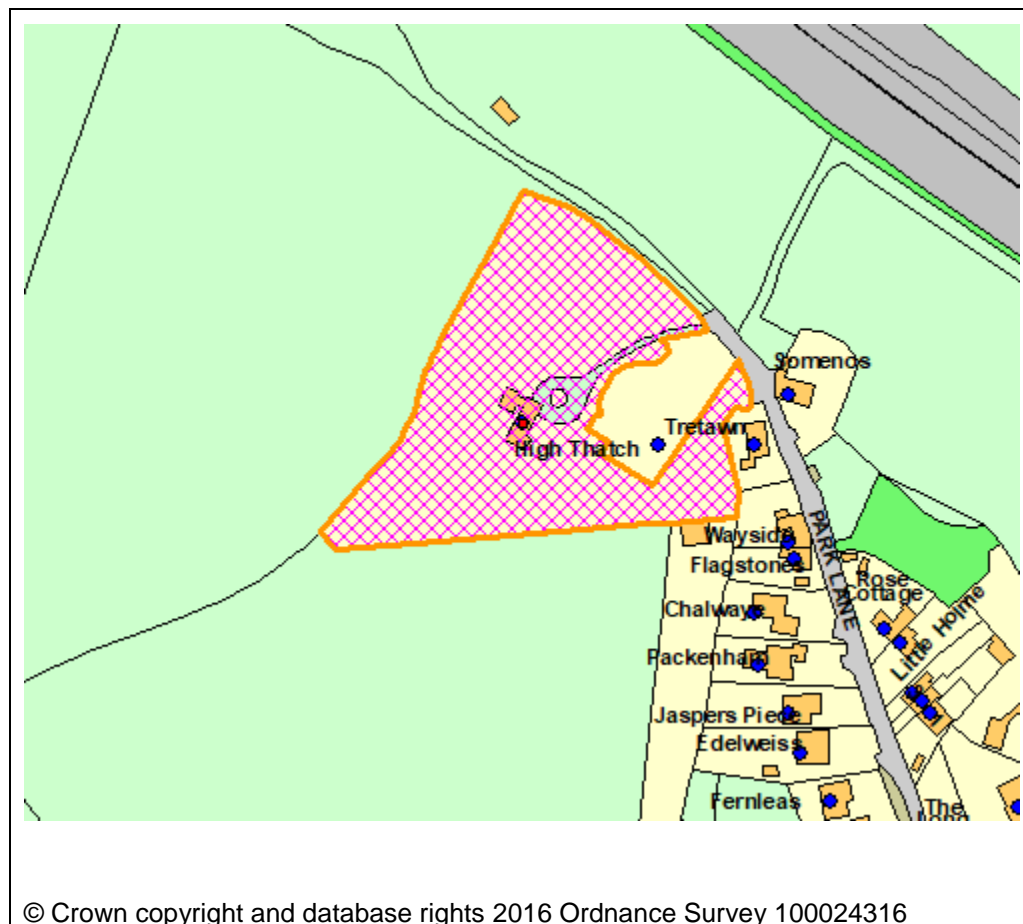 Somenos
Tretawn
High Thatch
Wayside
Flagstones
PARK LANE
Rose
Cottage
Chalwaye
Little Holme
Packenham
Jaspers Piece
Edelweiss
Fernleas
The
© Crown copyright and database rights 2016 Ordnance Survey 100024316